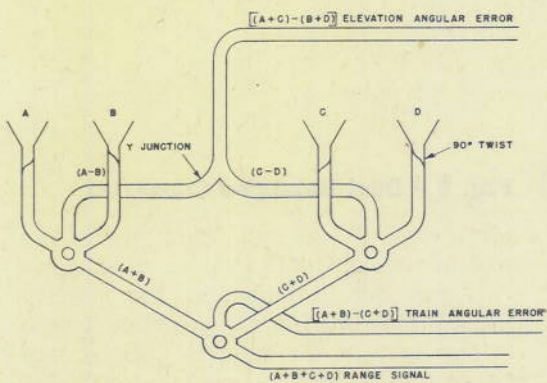 [(A+C)-(B+D)] ELEVATION ANGULAR ERROR
A
B
C
D
Y JUNCTION
90° TWIST
(A-B)
(C-D)
(A+B)
(C+D)
[(A+B)-(C+D)] TRAIN ANGULAR ERROR
(A+B+C+D) RANGE SIGNAL